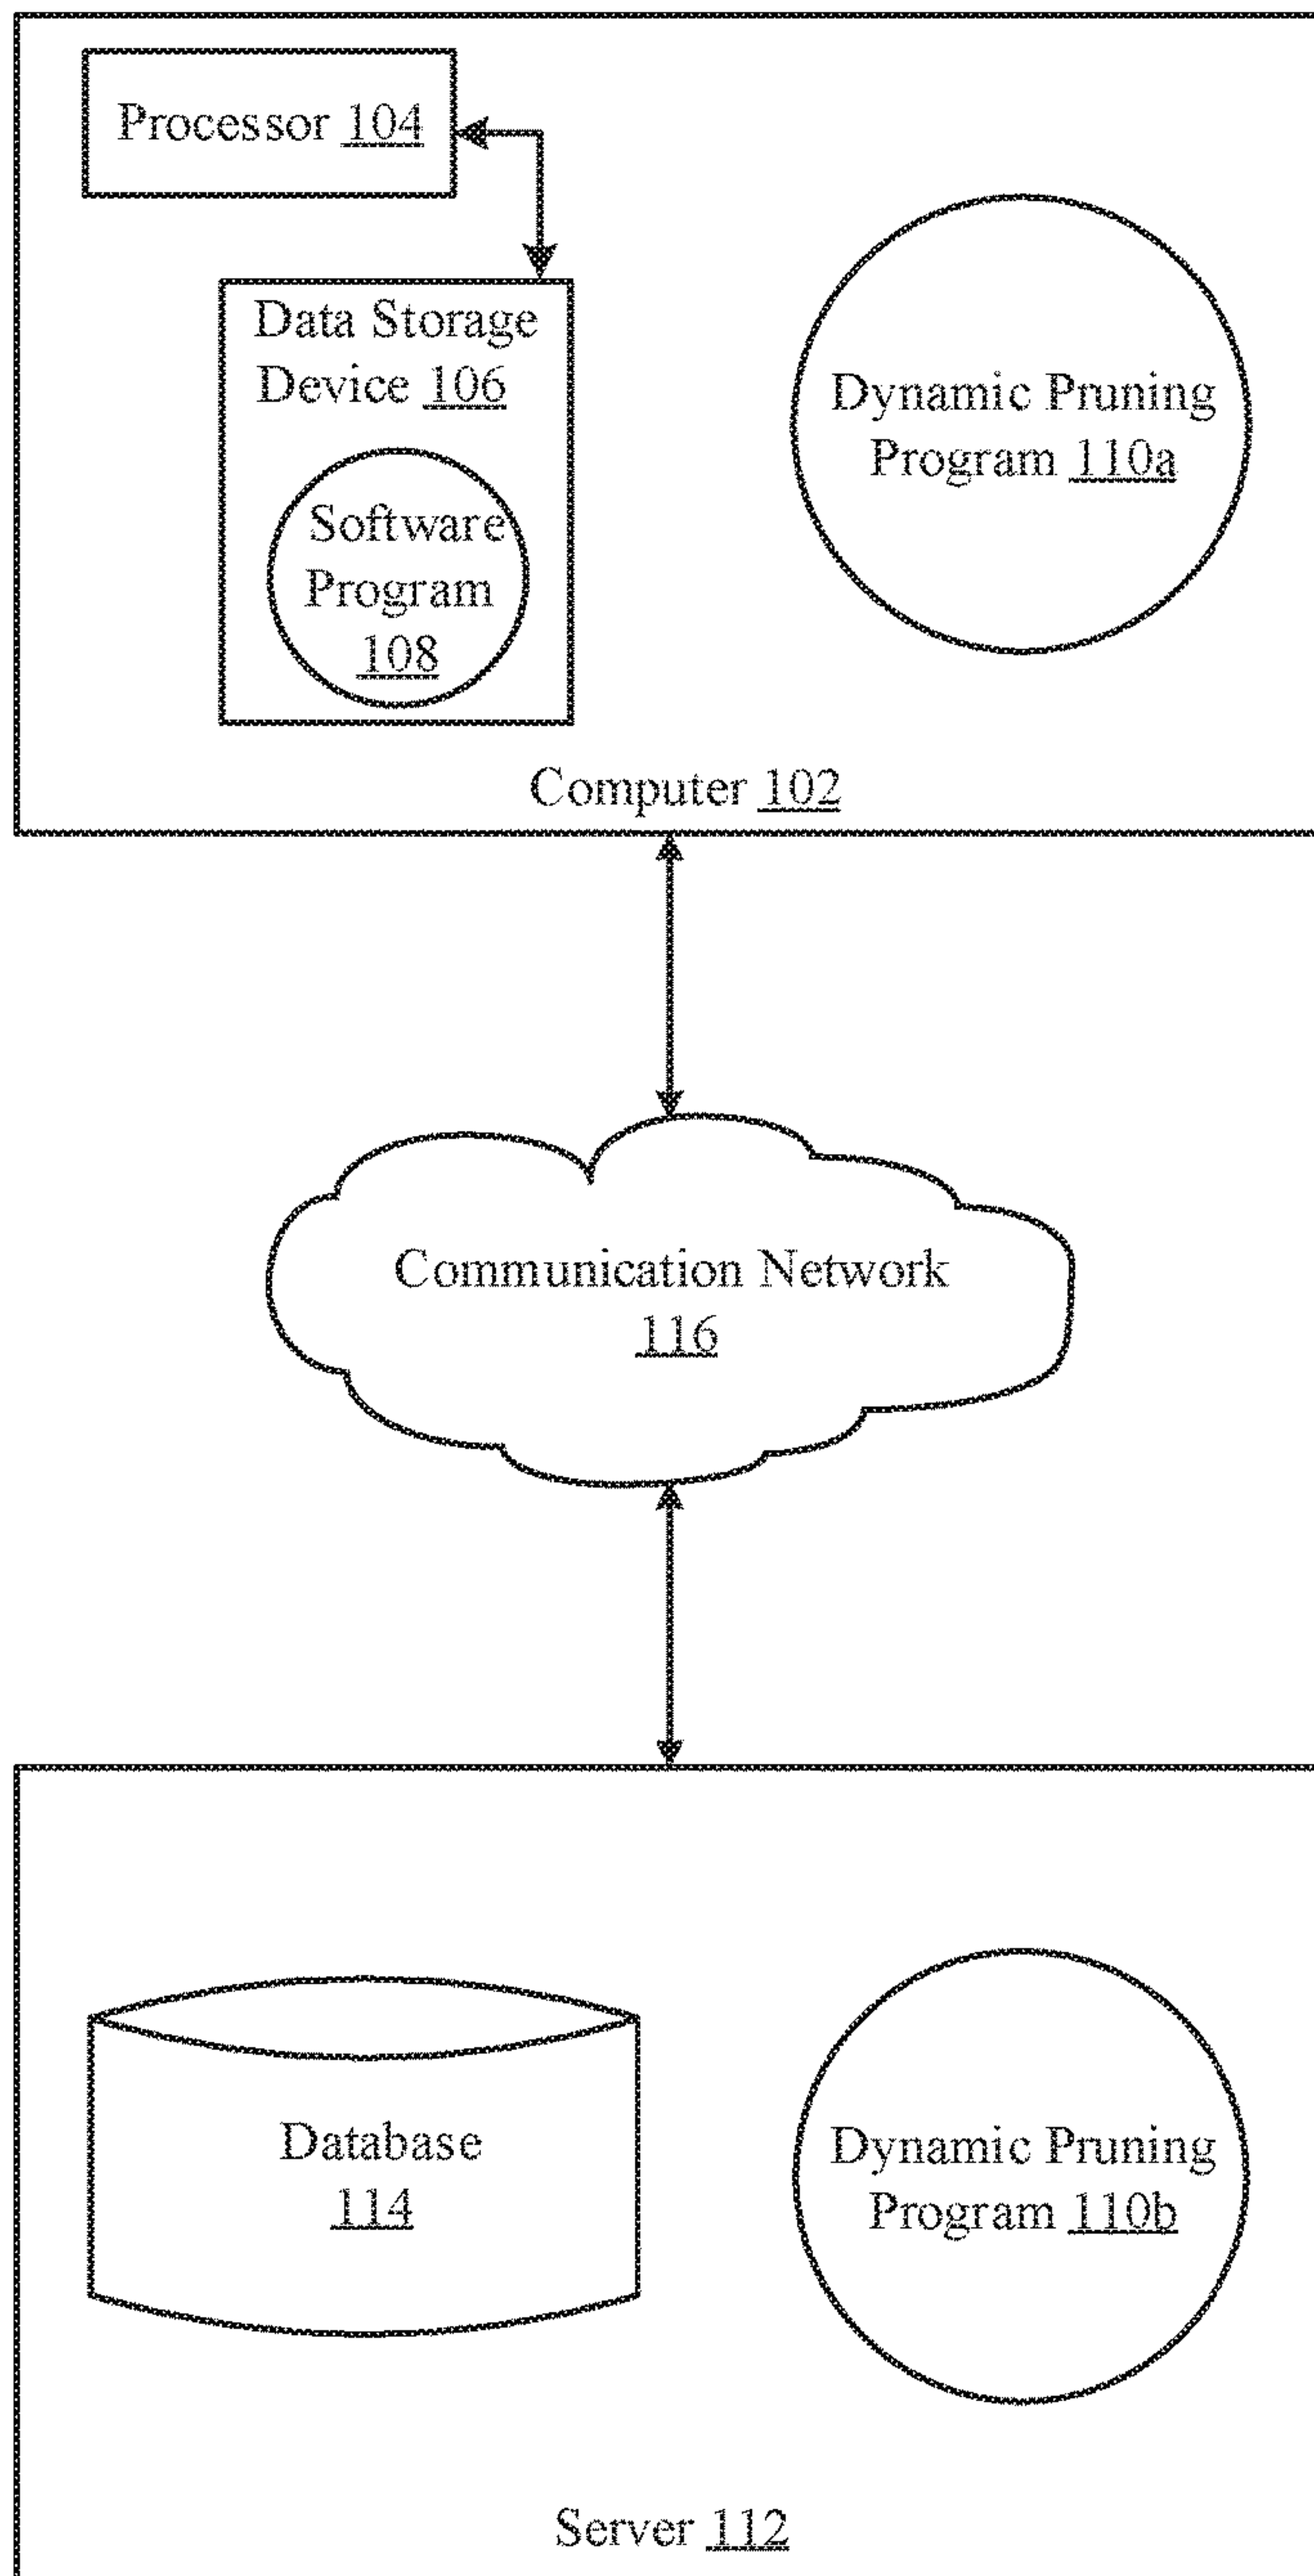 Processor 104
Data Storage
Device 106
Software
Program
108
Dynamic Pruning
Program 110a
Computer 102
Communication Network
116
Database
114
Dynamic Pruning
Program 110b
Server 112